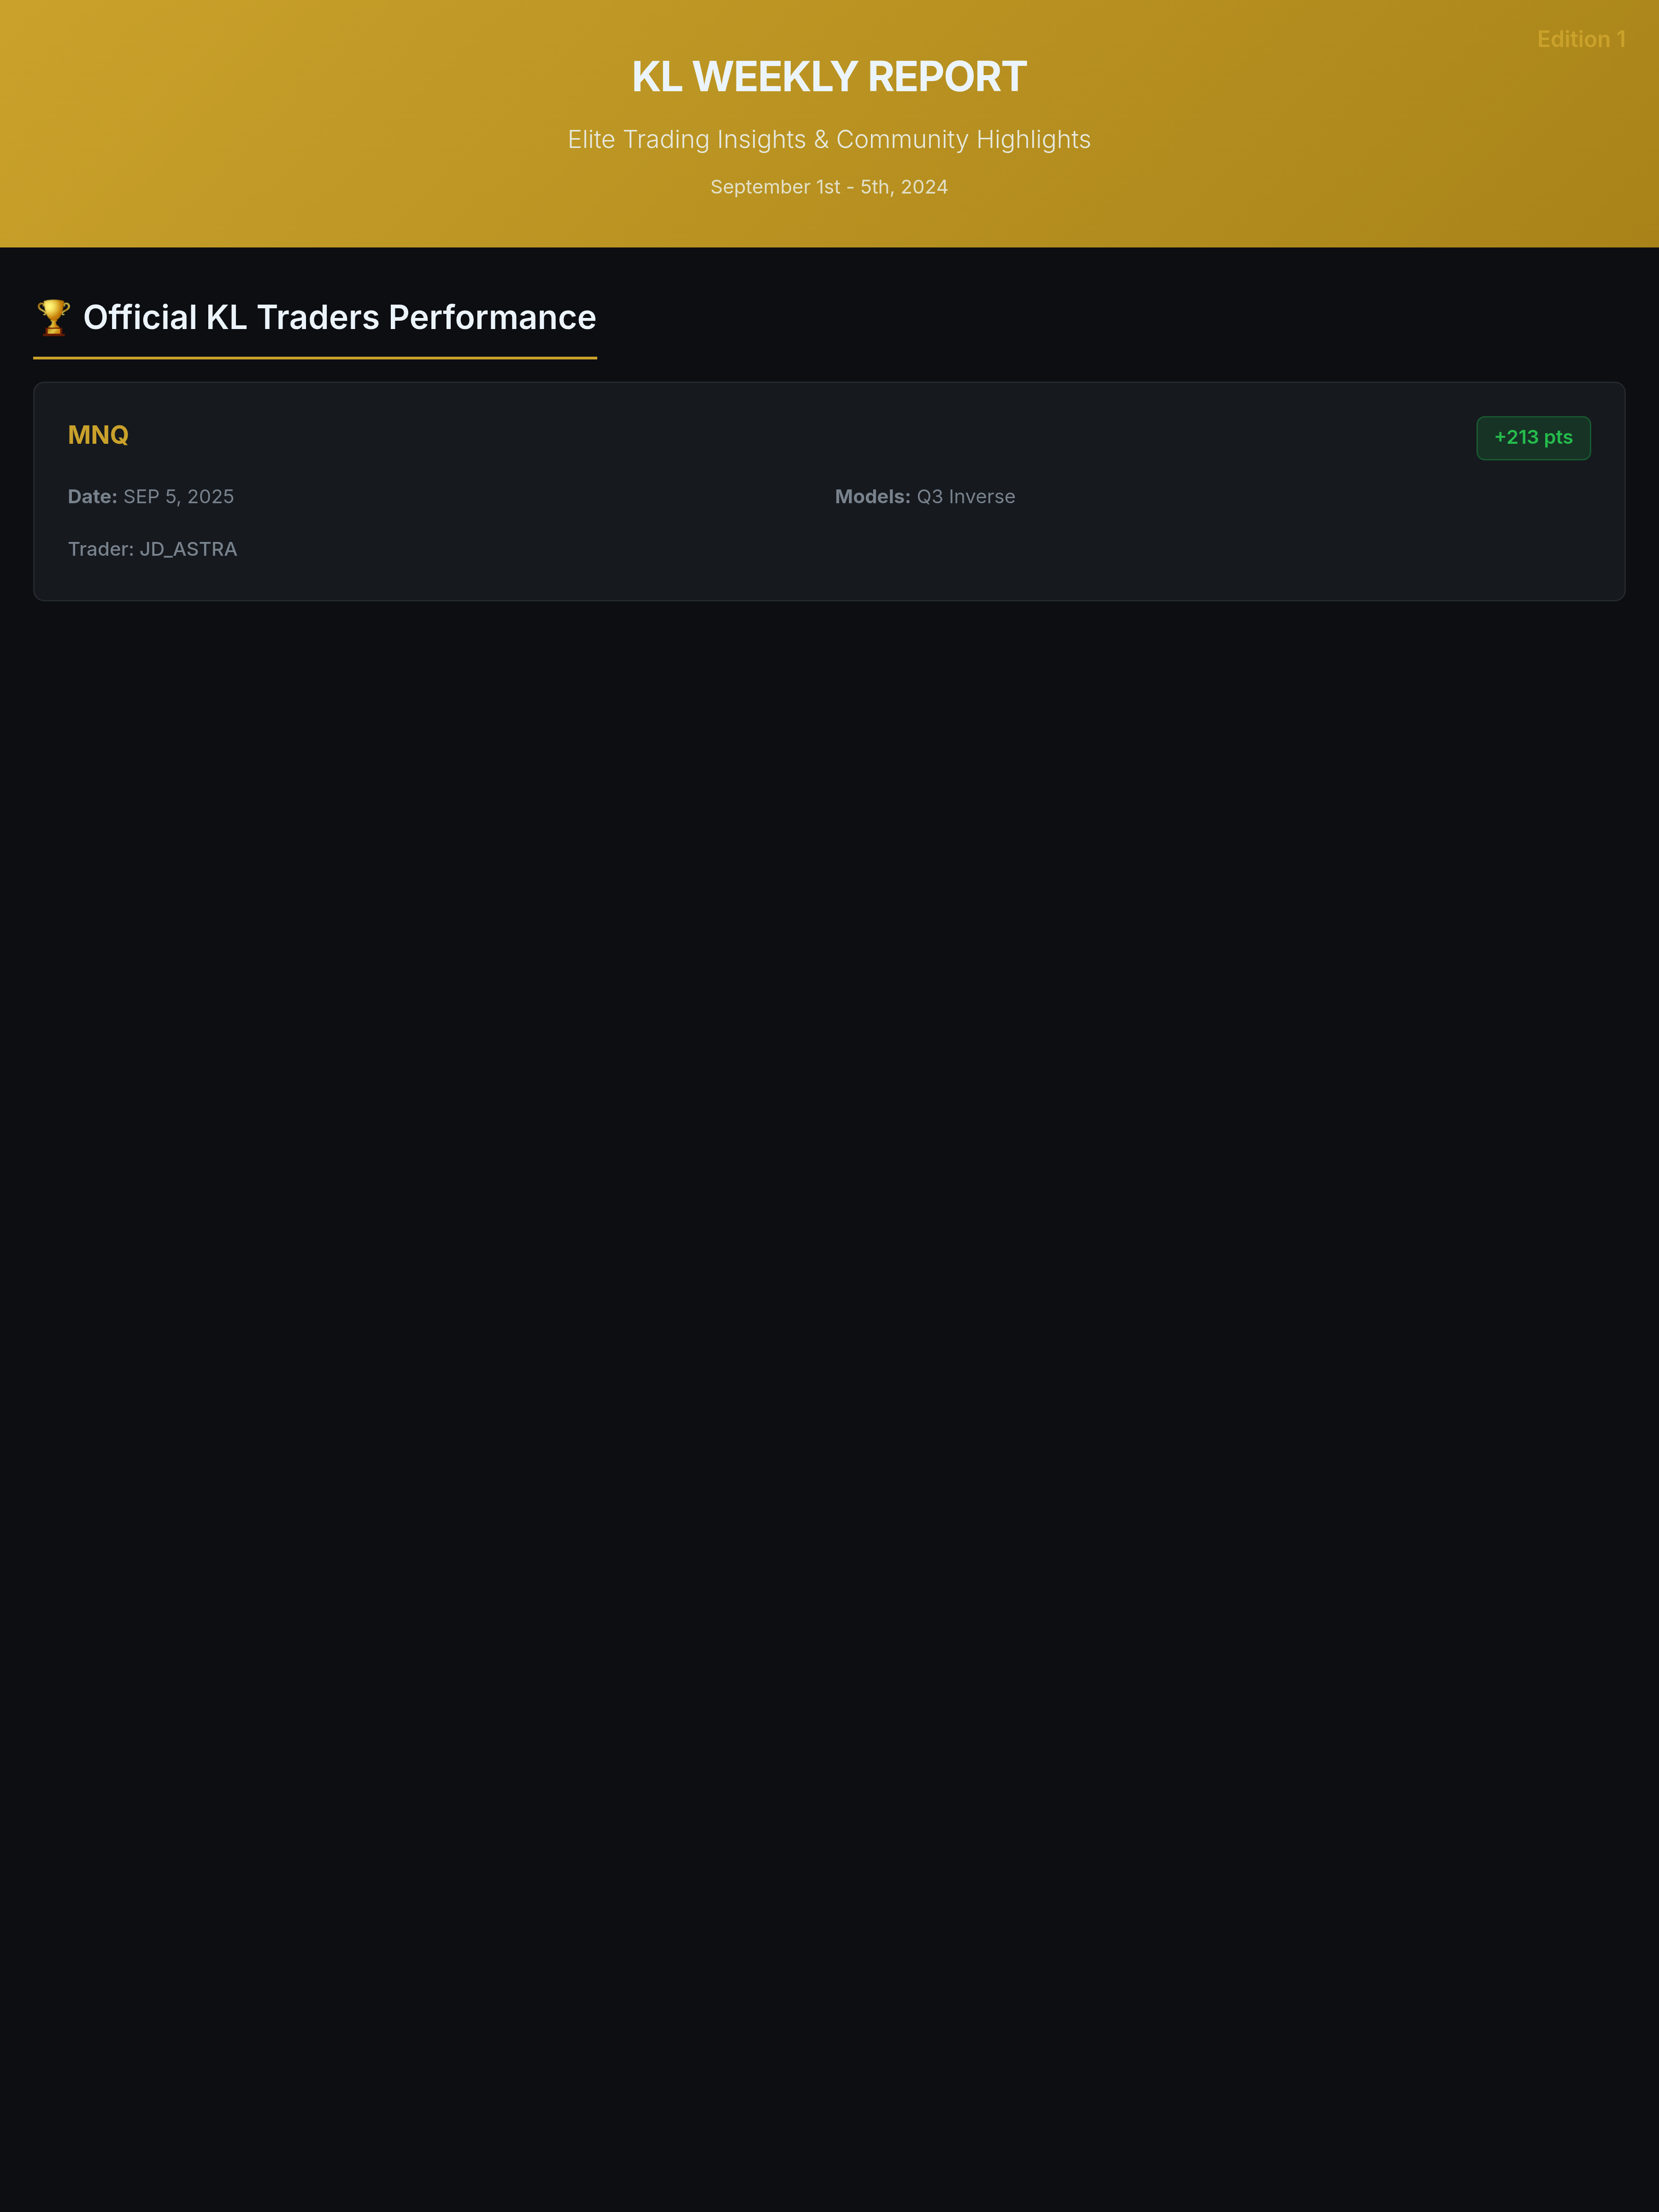 Edition 1
KL WEEKLY REPORT
Elite Trading Insights & Community Highlights
September 1st - 5th, 2024
🏆 Official KL Traders Performance
MNQ
+213 pts
Date: SEP 5, 2025
Models: Q3 Inverse
Trader: JD_ASTRA